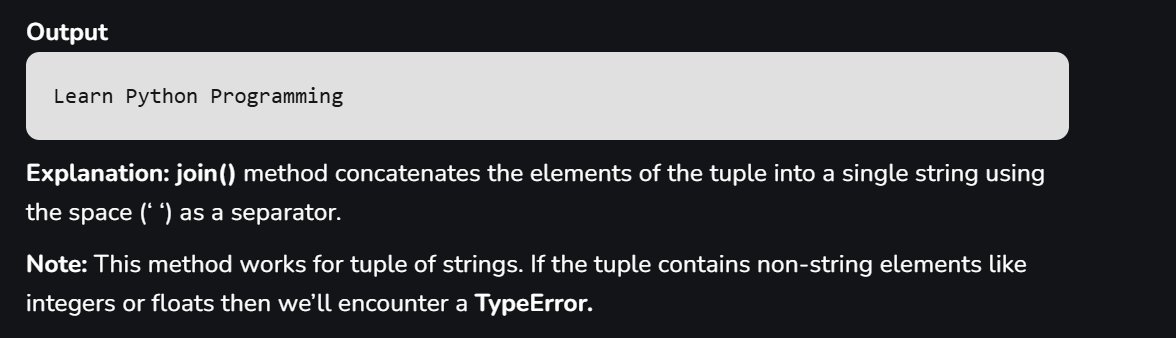 Output
Learn Python Programming
Explanation: join() method concatenates the elements of the tuple into a single string using
the space (‘ ‘) as a separator.
Note: This method works for tuple of strings. If the tuple contains non-string elements like
integers or floats then we’ll encounter a TypeError.